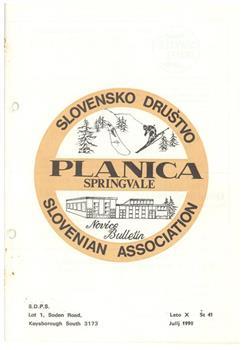 SLOVENSKO DRUŠTVO
PLANICA
SPRINGVALE
Novice
Bulletin
SLOVENIAN ASSOCIATION
S.D.P.S.
Lot 1, Soden Road,
Keysborough South 3173
Leto X Št 41
Julij 1990